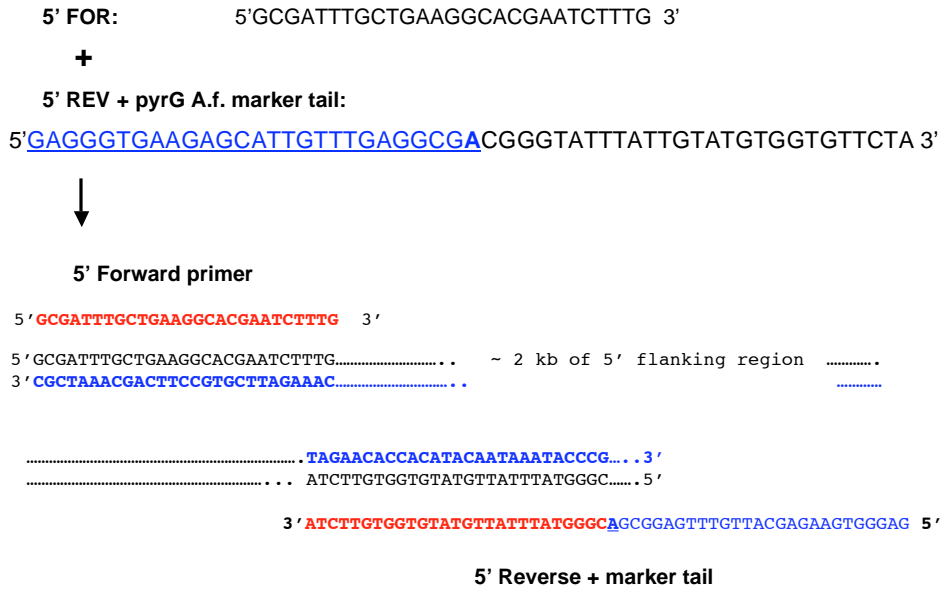 5' FOR: 5'GCGATTTGCTGAAGGCACGAATCTTTG 3'
+
5' REV + pyrG A.f. marker tail:
5'GAGGGTGAAGAGCATTGTTTGAGGCGACGGGTATTTATTGTATGTGGTGTTCTA 3'
5' Forward primer
5'GCGATTTGCTGAAGGCACGAATCTTTG 3'
5'GCGATTTGCTGAAGGCACGAATCTTTG……………………….. ~ 2 kb of 5' flanking region ………….
3'CGCTAAACGACTTCCGTGCTTAGAAAC………………………….. …………
……………………………………………………………….TAGAACACCACATACAATAAATACCCG…..3'
………………………………………………………... ATCTTGTGGTGTATGTTATTTATGGGC…….5'
3'ATCTTGTGGTGTATGTTATTTATGGGCAGCGGAGTTTGTTACGAGAAGTGGGAG 5'
5' Reverse + marker tail